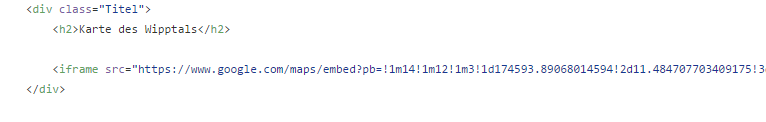 <div class="Titel">
<h2>Karte des Wipptals</h2>
<iframe src="https://www.google.com/maps/embed?pb=!1m14!1m12!1m3!1d174593.89068014594!2d11.484707703409175!3
</div>